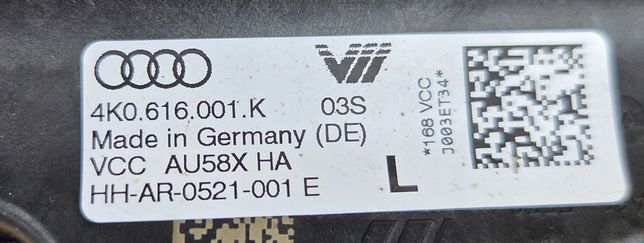 4K0.616.001.K 03S
Made in Germany (DE)
VCC AU58X HA
HH-AR-0521-001 E
L
*168 VCC
J003ET34*